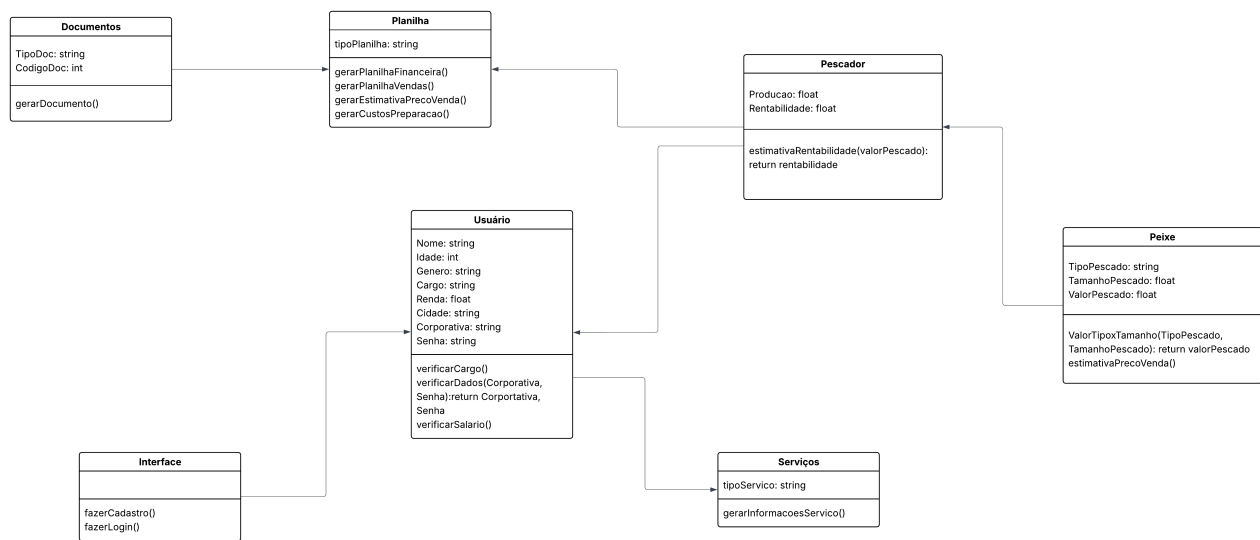 Documentos
TipoDoc: string
CodigoDoc: int
gerarDocumento()
Planilha
tipoPlanilha: string
gerarPlanilhaFinanceira()
gerarPlanilhaVendas()
gerarEstimativaPrecoVenda()
gerarCustosPreparacao()
Pescador
Producao: float
Rentabilidade: float
estimativaRentabilidade(valorPescado):
return rentabilidade
Usuário
Nome: string
Idade: int
Genero: string
Cargo: string
Renda: float
Cidade: string
Corporativa: string
Senha: string
verificarCargo()
verificarDados(Corporativa,
Senha):return Corportativa,
Senha
verificarSalario()
Peixe
TipoPescado: string
TamanhoPescado: float
ValorPescado: float
ValorTipoxTamanho(TipoPescado,
TamanhoPescado): return valorPescado
estimativaPrecoVenda()
Interface
fazerCadastro()
fazerLogin()
Serviços
tipoServico: string
gerarInformacoesServico()